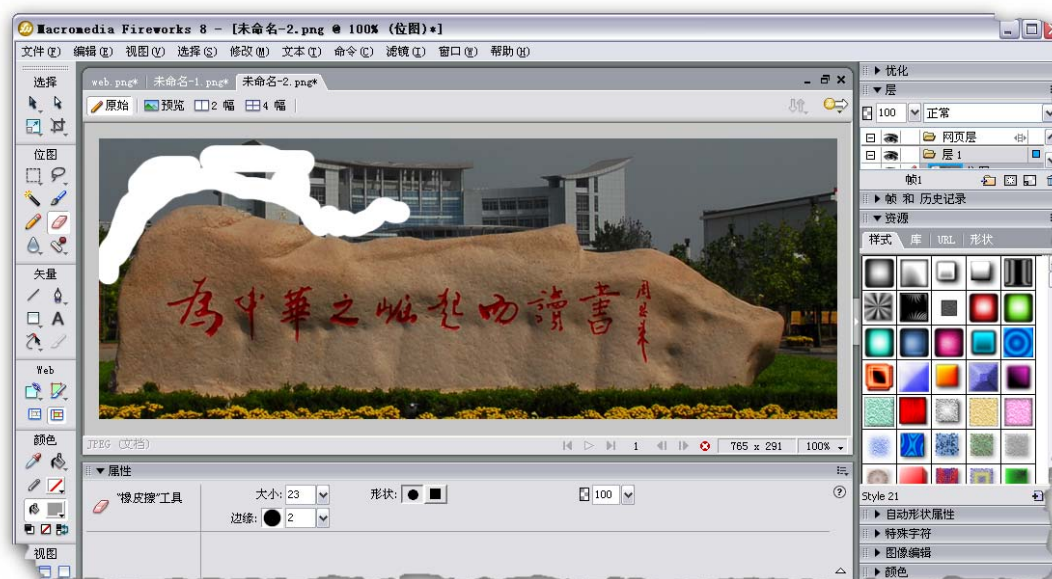 Macromedia Fireworks 8 - [未命名-2.png @ 100% (位图)*]
文件(F) 编辑(E) 视图(V) 选择(S) 修改(M) 文本(T) 命令(C) 滤镜(I) 窗口(W) 帮助(H)
选择
位图
矢量
Web
颜色
视图
web.png* 未命名-1.png* 未命名-2.png*
原始 预览 2 幅 4 幅
為中華之崛起而讀書
周恩来
JPEG (文档)
1 765 x 291 100%
属性
"橡皮擦"工具
大小: 23 形状: 100
边缘: 2
优化
层
100 正常
网页层
层 1
帧1
帧 和 历史记录
资源
样式 库 URL 形状
Style 21
自动形状属性
特殊字符
图像编辑
颜色